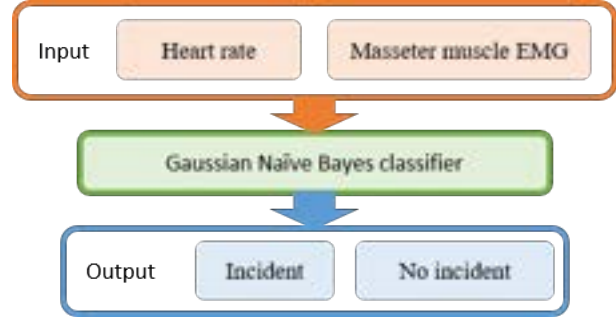 Input Heart rate Masseter muscle EMG
Gaussian Naïve Bayes classifier
Output Incident No incident